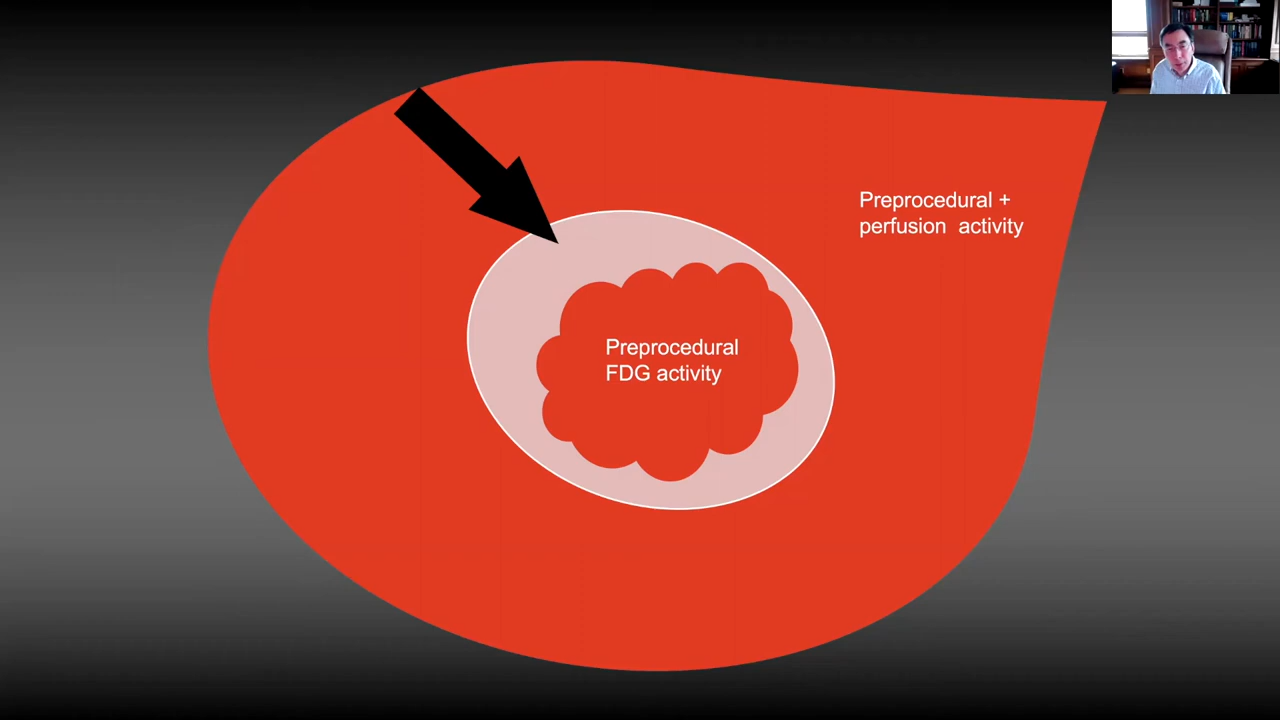 Preprocedural +
perfusion activity
Preprocedural
FDG activity